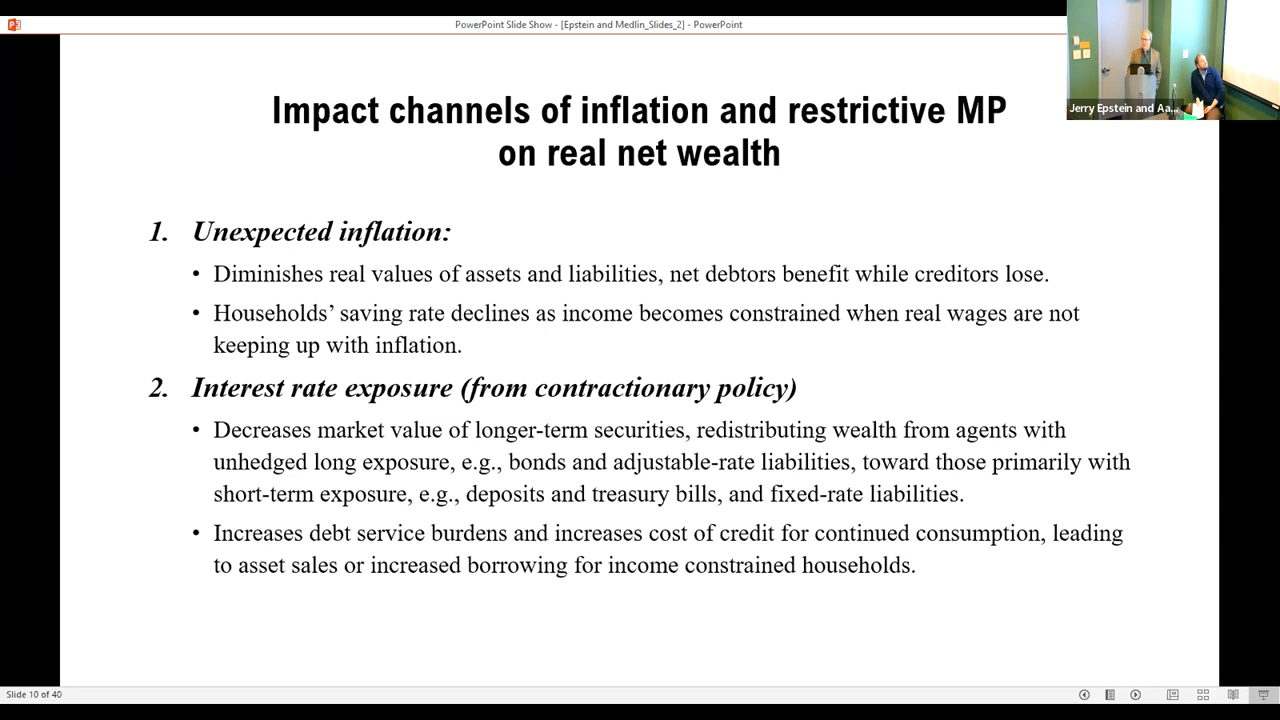 PowerPoint Slide Show - [Epstein and Medlin_Slides_2] - PowerPoint
Jerry Epstein and Aa...
Impact channels of inflation and restrictive MP
on real net wealth
1. Unexpected inflation:
• Diminishes real values of assets and liabilities, net debtors benefit while creditors lose.
• Households’ saving rate declines as income becomes constrained when real wages are not
keeping up with inflation.
2. Interest rate exposure (from contractionary policy)
• Decreases market value of longer-term securities, redistributing wealth from agents with
unhedged long exposure, e.g., bonds and adjustable-rate liabilities, toward those primarily with
short-term exposure, e.g., deposits and treasury bills, and fixed-rate liabilities.
• Increases debt service burdens and increases cost of credit for continued consumption, leading
to asset sales or increased borrowing for income constrained households.
Slide 10 of 40